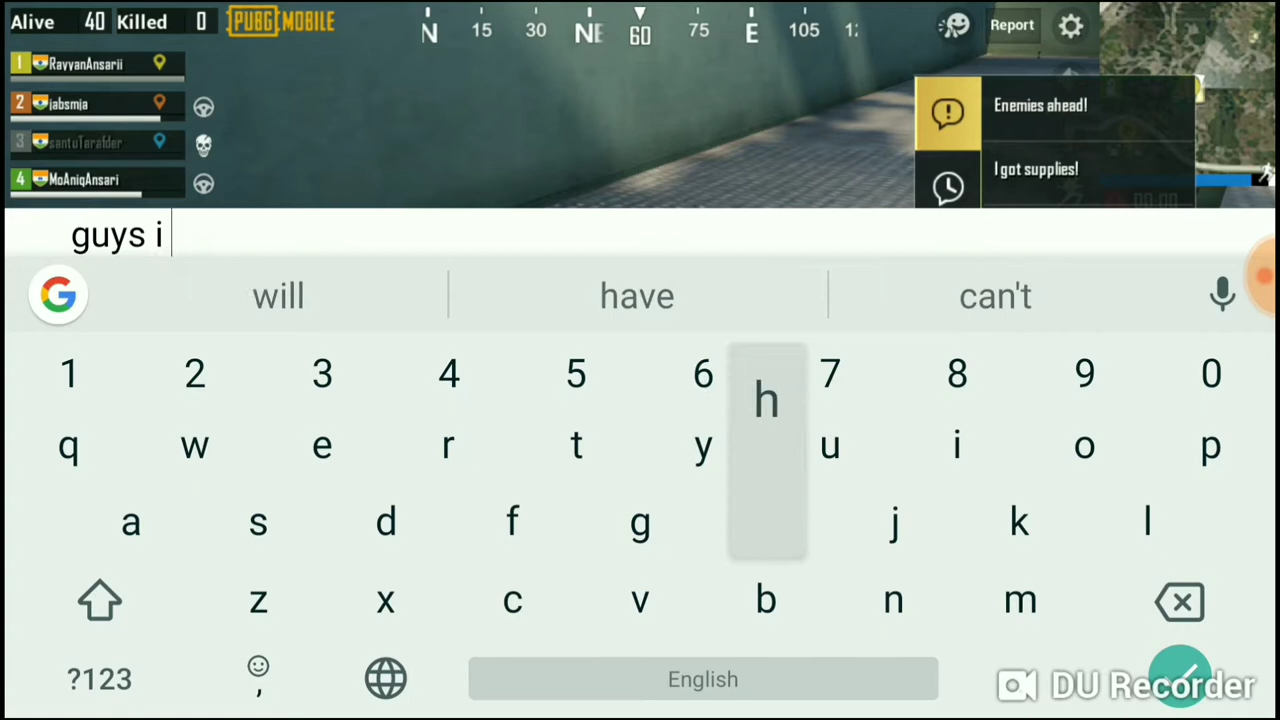 Alive 40 Killed 0 PUBG MOBILE
N 15 30 NE 60 75 E 105
Report
1 RayyanAnsarii
2 jabsmja
3 santuTarafder
4 MoAniqAnsari
Enemies ahead!
I got supplies!
guys i
G will have can't
1 2 3 4 5 6 7 8 9 0
h
q w e r t y u i o p
a s d f g j k l
z x c v b n m
?123 , English
DU Recorder